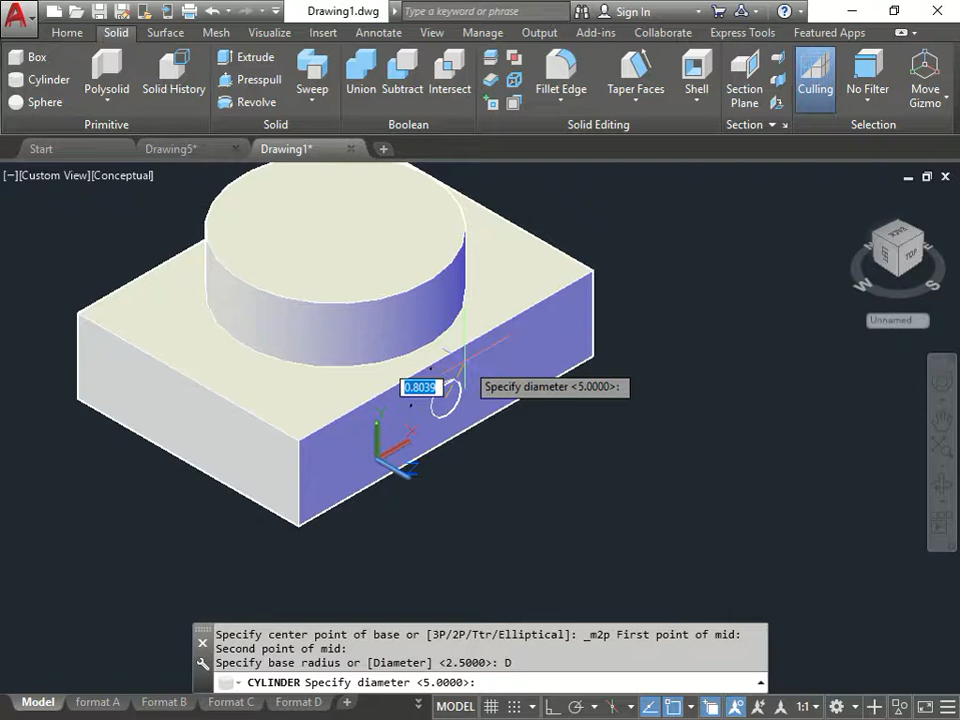 Drawing1.dwg
Type a keyword or phrase
Sign In
Home Solid Surface Mesh Visualize Insert Annotate View Manage Output Add-ins Collaborate Express Tools Featured Apps
Box
Cylinder
Sphere
Polysolid
Solid History
Extrude
Presspull
Revolve
Sweep
Union
Subtract
Intersect
Fillet Edge
Taper Faces
Shell
Section
Plane
Culling
No Filter
Move
Gizmo
Primitive Solid Boolean Solid Editing Section Selection
Start Drawing5* Drawing1*
[−][Custom View][Conceptual]
TOP
W
S
E
Unnamed
0.8039
Specify diameter <5.0000>:
Y
X
Z
Specify center point of base or [3P/2P/Ttr/Elliptical]: _m2p First point of mid:
Second point of mid:
Specify base radius or [Diameter] <2.5000>: D
CYLINDER Specify diameter <5.0000>:
Model format A Format B Format C Format D
MODEL
1:1